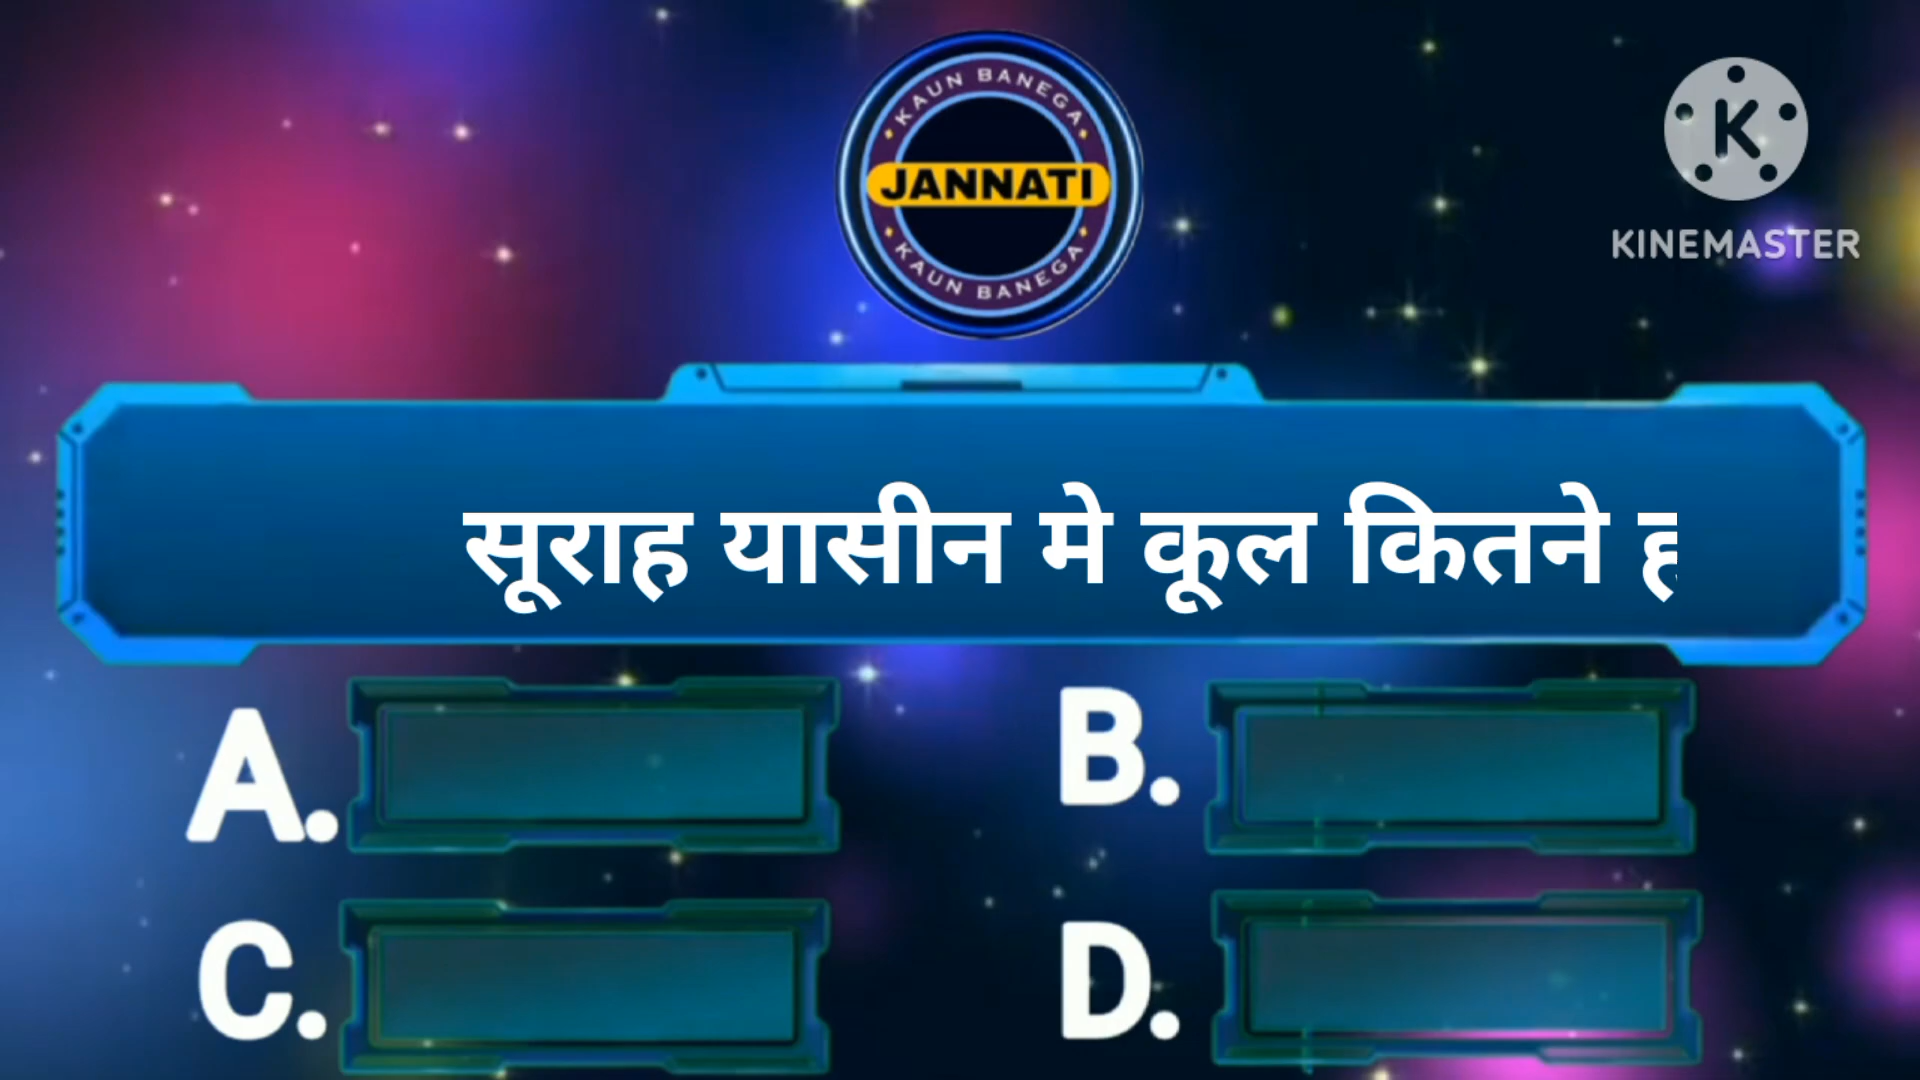 KAUN BANEGA
JANNATI
KAUN BANEGA
KINEMASTER
सूराह यासीन मे कूल कितने
A.
B.
C.
D.